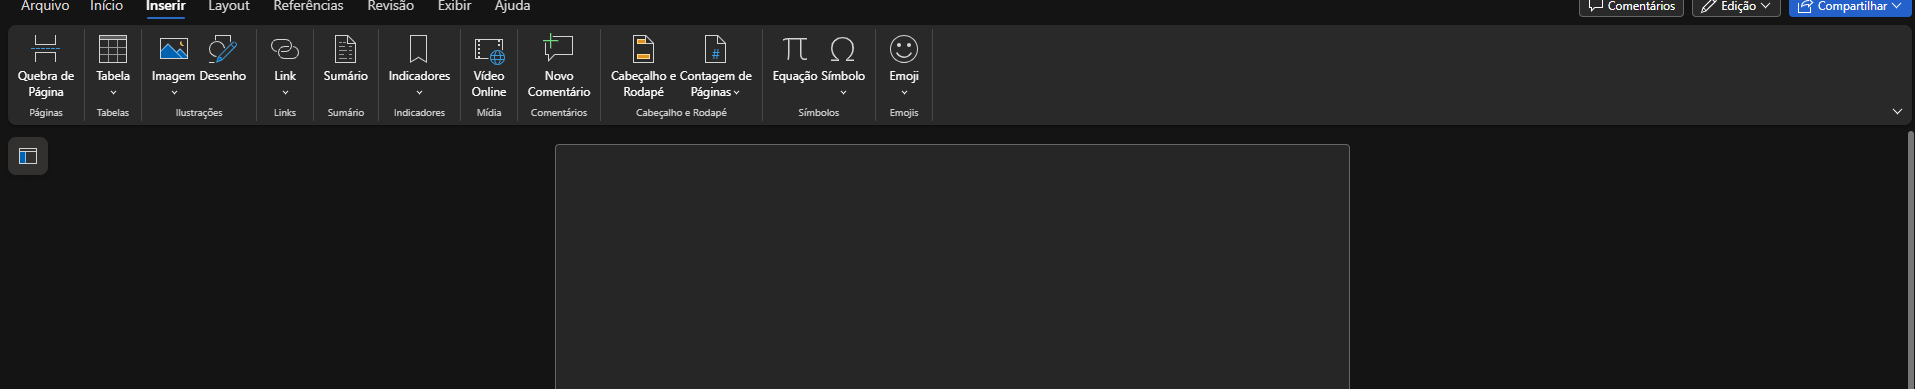 Arquivo Início Inserir Layout Referências Revisão Exibir Ajuda Comentários Edição Compartilhar
Quebra de Página
Tabela
Imagem
Desenho
Link
Sumário
Indicadores
Vídeo Online
Novo Comentário
Cabeçalho e Rodapé
Contagem de Páginas
#
Equação
Símbolo
Emoji
Páginas Tabelas Ilustrações Links Sumário Indicadores Mídia Comentários Cabeçalho e Rodapé Símbolos Emojis